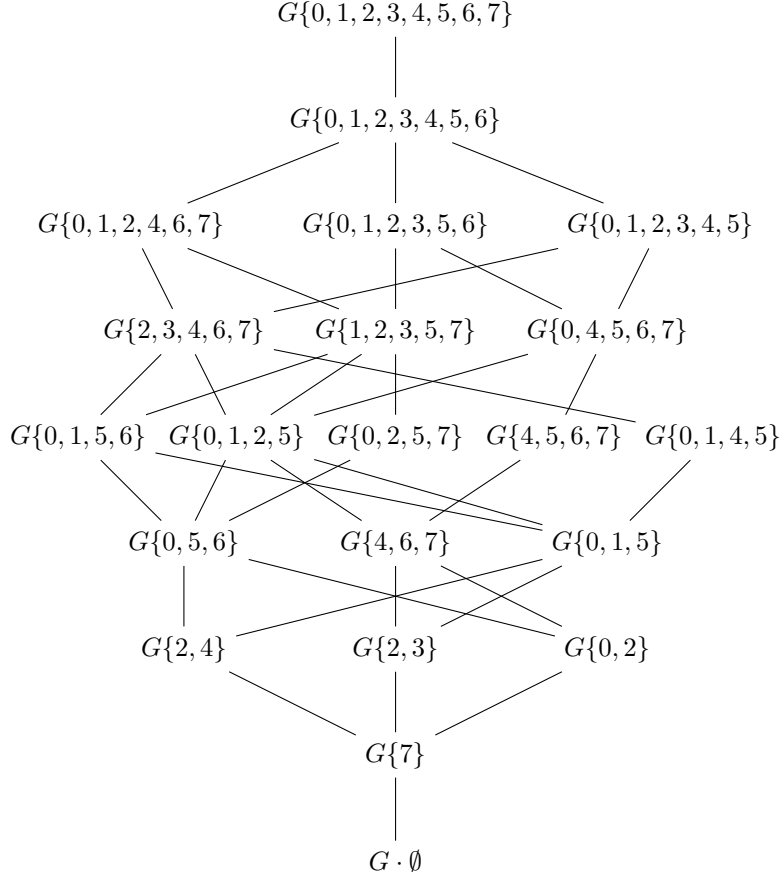 G{0, 1, 2, 3, 4, 5, 6, 7}
G{0, 1, 2, 3, 4, 5, 6}
G{0, 1, 2, 4, 6, 7} G{0, 1, 2, 3, 5, 6} G{0, 1, 2, 3, 4, 5}
G{2, 3, 4, 6, 7} G{1, 2, 3, 5, 7} G{0, 4, 5, 6, 7}
G{0, 1, 5, 6} G{0, 1, 2, 5} G{0, 2, 5, 7} G{4, 5, 6, 7} G{0, 1, 4, 5}
G{0, 5, 6} G{4, 6, 7} G{0, 1, 5}
G{2, 4} G{2, 3} G{0, 2}
G{7}
G · ∅